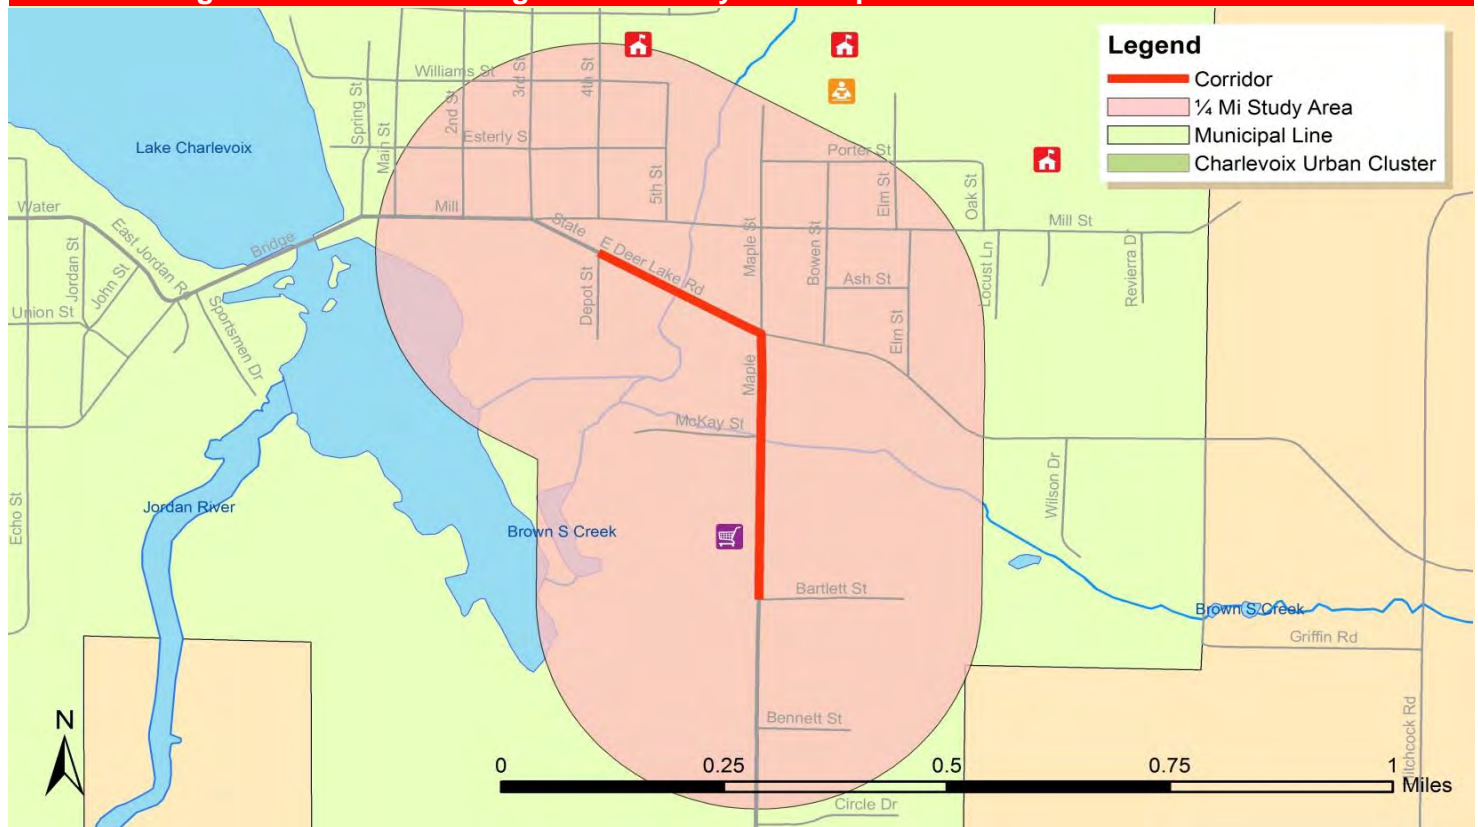 Legend
Corridor
¼ Mi Study Area
Municipal Line
Charlevoix Urban Cluster
Williams St
Spring St
Main St
2nd St
3rd St
4th St
Esterly S
5th St
Lake Charlevoix
Porter St
Elm St
Oak St
Water
Mill
State
E Deer Lake Rd
Maple St
Bowen St
Mill St
Jordan St
East Jordan R
John St
Bridge
Depot St
Ash St
Locust Ln
Revierra D
Union St
Sportsmen Dr
Elm St
Maple
McKay St
Wilson Dr
Echo St
Jordan River
Brown S Creek
Bartlett St
Brown S Creek
Griffin Rd
Bennett St
N
0
0.25
0.5
0.75
1
Miles
Circle Dr